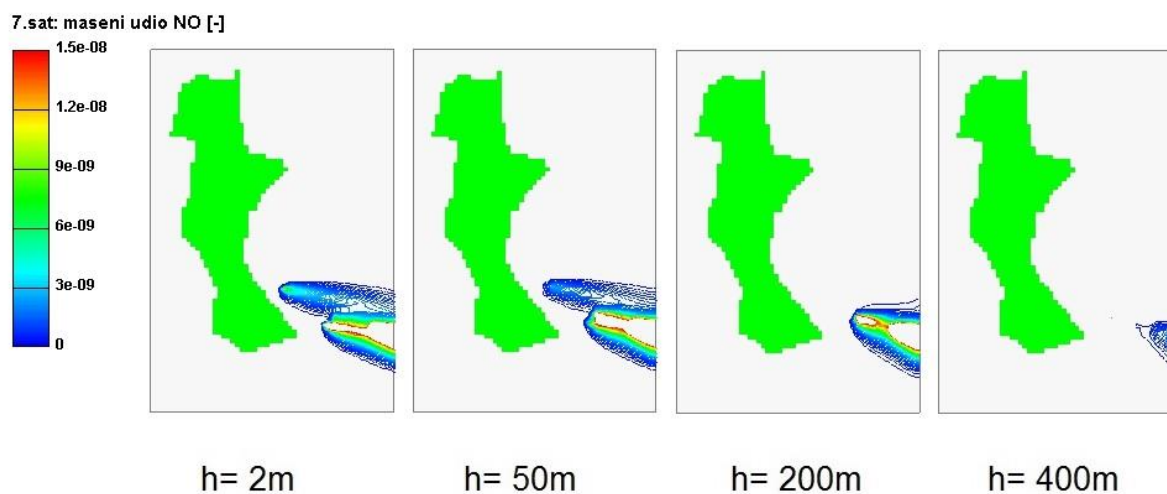 7.sat: maseni udio NO [-]
1.5e-08
1.2e-08
9e-09
6e-09
3e-09
0
h= 2m
h= 50m
h= 200m
h= 400m